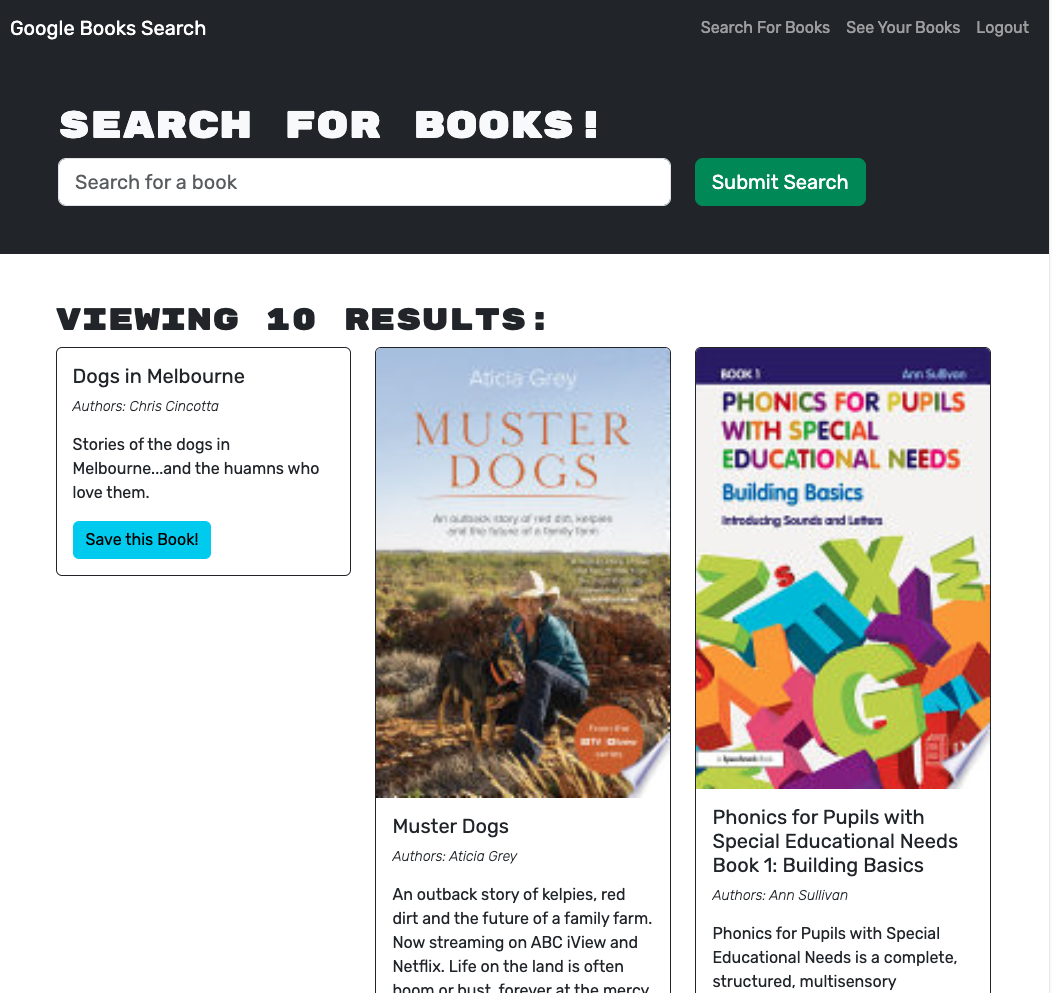 Google Books Search
Search For Books
See Your Books
Logout
SEARCH FOR BOOKS!
Search for a book
Submit Search
VIEWING 10 RESULTS:
Dogs in Melbourne
Authors: Chris Cincotta
Stories of the dogs in
Melbourne...and the huamns who
love them.
Save this Book!
Aticia Grey
MUSTER
DOGS
An outback story of red dirt, kelpies
and the future of a family farm
From the
series
Muster Dogs
Authors: Aticia Grey
An outback story of kelpies, red
dirt and the future of a family farm.
Now streaming on ABC iView and
Netflix. Life on the land is often
boom or bust, forever at the mercy
BOOK 1
Ann Sullivan
PHONICS FOR PUPILS
WITH SPECIAL
EDUCATIONAL NEEDS
Building Basics
Introducing Sounds and Letters
Phonics for Pupils with
Special Educational Needs
Book 1: Building Basics
Authors: Ann Sullivan
Phonics for Pupils with Special
Educational Needs is a complete,
structured, multisensory